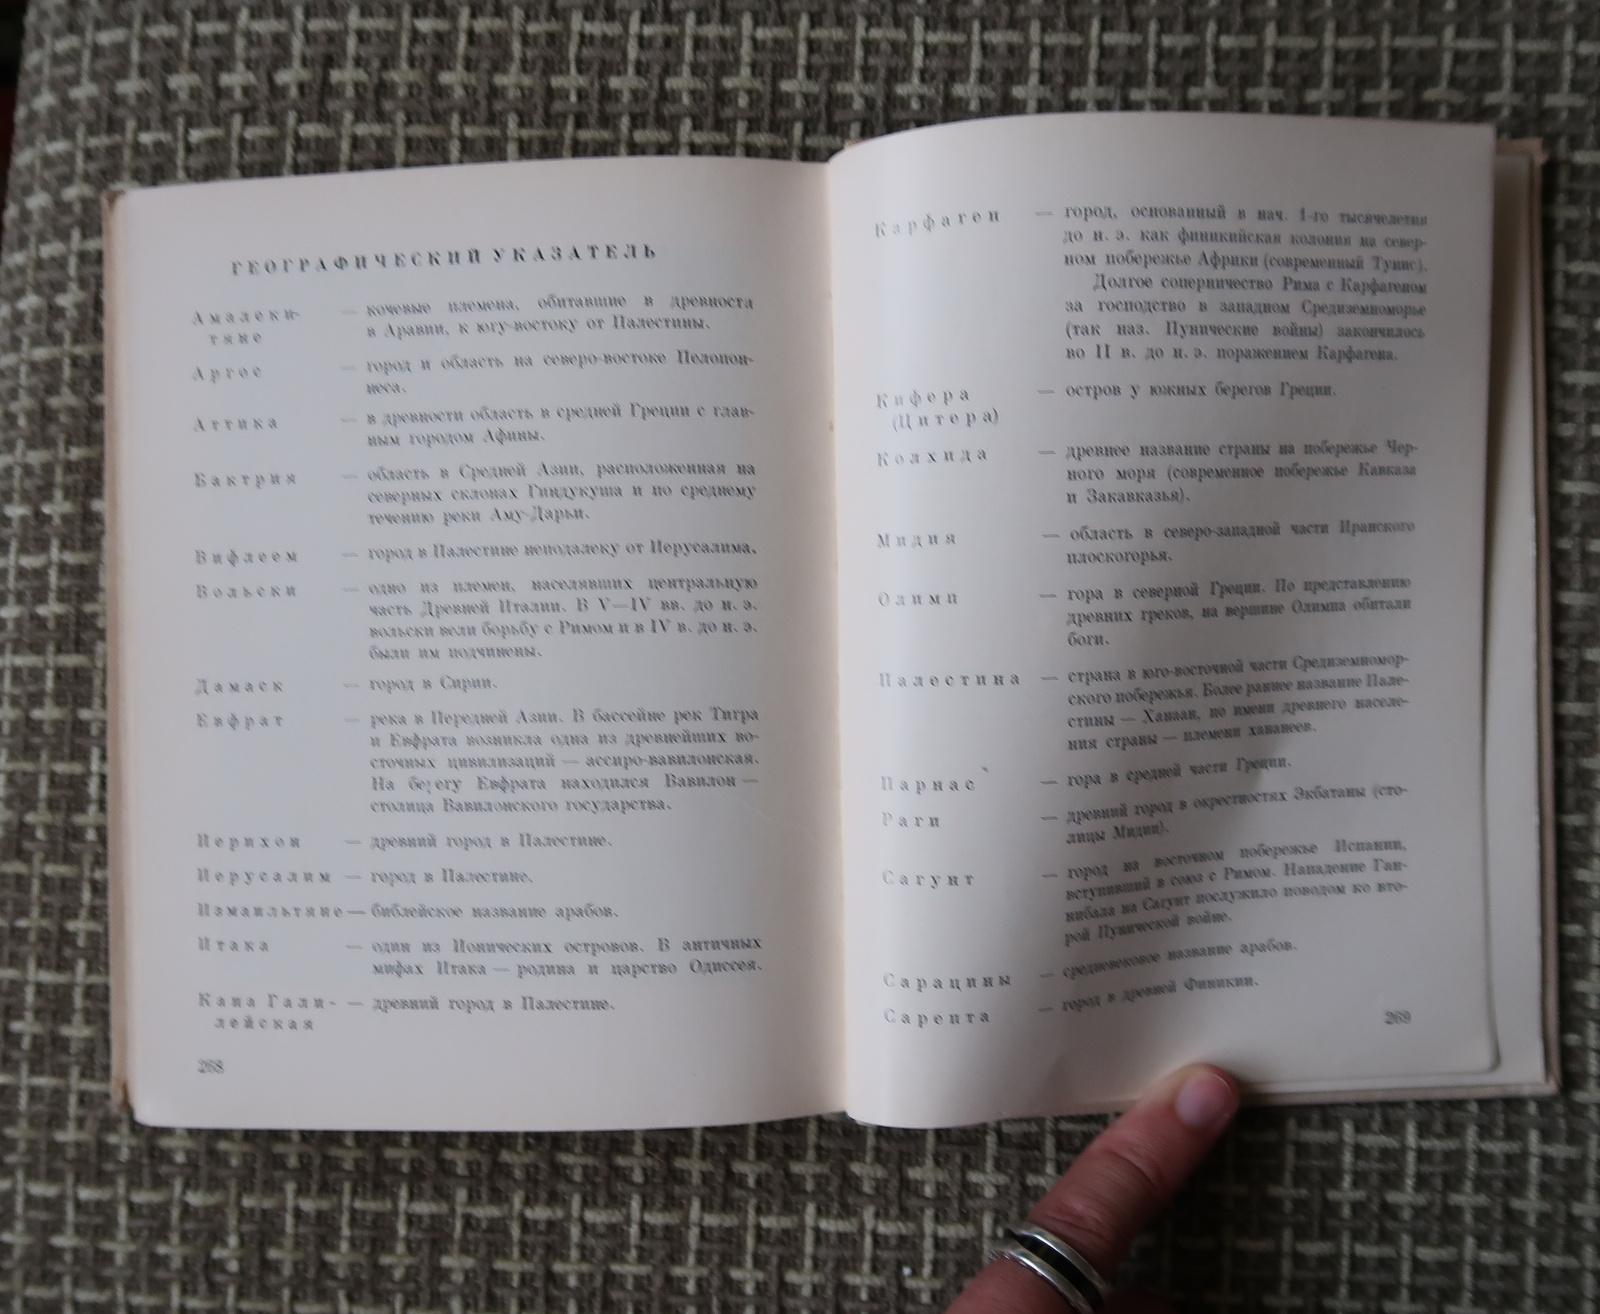 ГЕОГРАФИЧЕСКИЙ УКАЗАТЕЛЬ
Амалеки- — кочевые племена, обитавшие в древности
тяне в Аравии, к югу-востоку от Палестины.
Аргос — город и область на северо-востоке Пелопон-
неса.
Аттика — в древности область в средней Греции с глав-
ным городом Афины.
Бактрия — область в Средней Азии, расположенная на
северных склонах Гиндукуша и по среднему
течению реки Аму-Дарьи.
Вифлеем — город в Палестине неподалеку от Иерусалима.
Вольски — одно из племен, населявших центральную
часть Древней Италии. В V—IV вв. до н. э.
вольски вели борьбу с Римом и в IV в. до н. э.
были им подчинены.
Дамаск — город в Сирии.
Евфрат — река в Передней Азии. В бассейне рек Тигра
и Евфрата возникла одна из древнейших во-
сточных цивилизаций — ассиро-вавилонская.
На берегу Евфрата находился Вавилон —
столица Вавилонского государства.
Иерихон — древний город в Палестине.
Иерусалим — город в Палестине.
Измаильтяне — библейское название арабов.
Итака — один из Ионических островов. В античных
мифах Итака — родина и царство Одиссея.
Кана Гали- — древний город в Палестине.
лейская
268
Карфаген — город, основанный в нач. 1-го тысячелетия
до н. э. как финикийская колония на север-
ном побережье Африки (современный Тунис).
Долгое соперничество Рима с Карфагеном
за господство в западном Средиземноморье
(так наз. Пунические войны) закончилось
во II в. до н. э. поражением Карфагена.
Кифера — остров у южных берегов Греции.
(Цитера)
Колхида — древнее название страны на побережье Чер-
ного моря (современное побережье Кавказа
и Закавказья).
Мидия — область в северо-западной части Иранского
плоскогорья.
Олимп — гора в северной Греции. По представлению
древних греков, на вершине Олимпа обитали
боги.
Палестина — страна в юго-восточной части Средиземномор-
ского побережья. Более раннее название Пале-
стины — Ханаан, по имени древнего населе-
ния страны — племени хананеев.
Парнас — гора в средней части Греции.
Раги — древний город в окрестностях Экбатаны (сто-
лицы Мидии).
Сагунт — город на восточном побережье Испании,
вступивший в союз с Римом. Нападение Ган-
нибала на Сагунт послужило поводом ко вто-
рой Пунической войне.
Сарацины — средневековое название арабов.
Сарепта — город в древней Финикии.
269